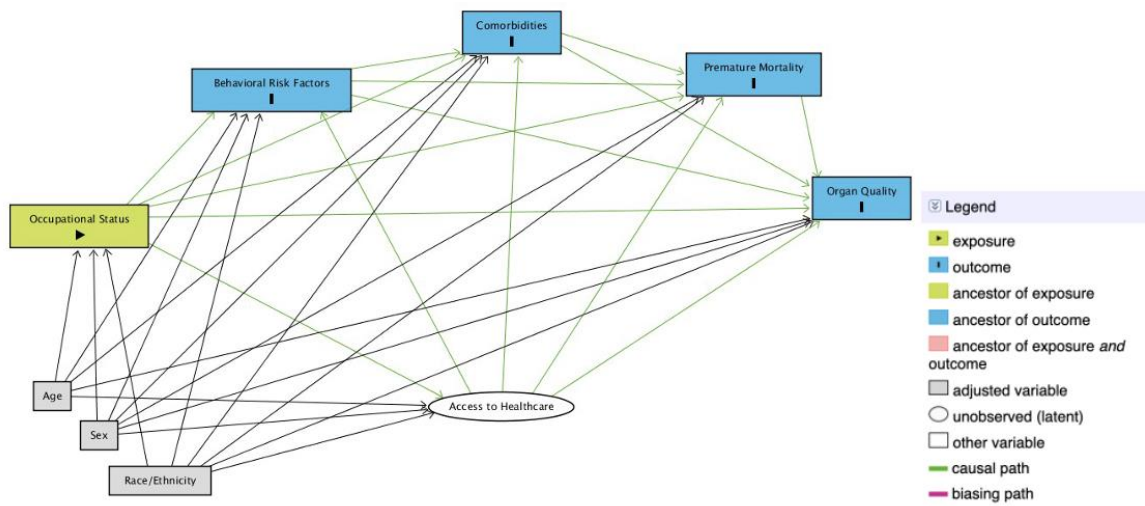 Comorbidities
Premature Mortality
Behavioral Risk Factors
Organ Quality
Occupational Status
Legend
exposure
outcome
ancestor of exposure
ancestor of outcome
ancestor of exposure and
outcome
adjusted variable
unobserved (latent)
other variable
causal path
biasing path
Age
Access to Healthcare
Sex
Race/Ethnicity